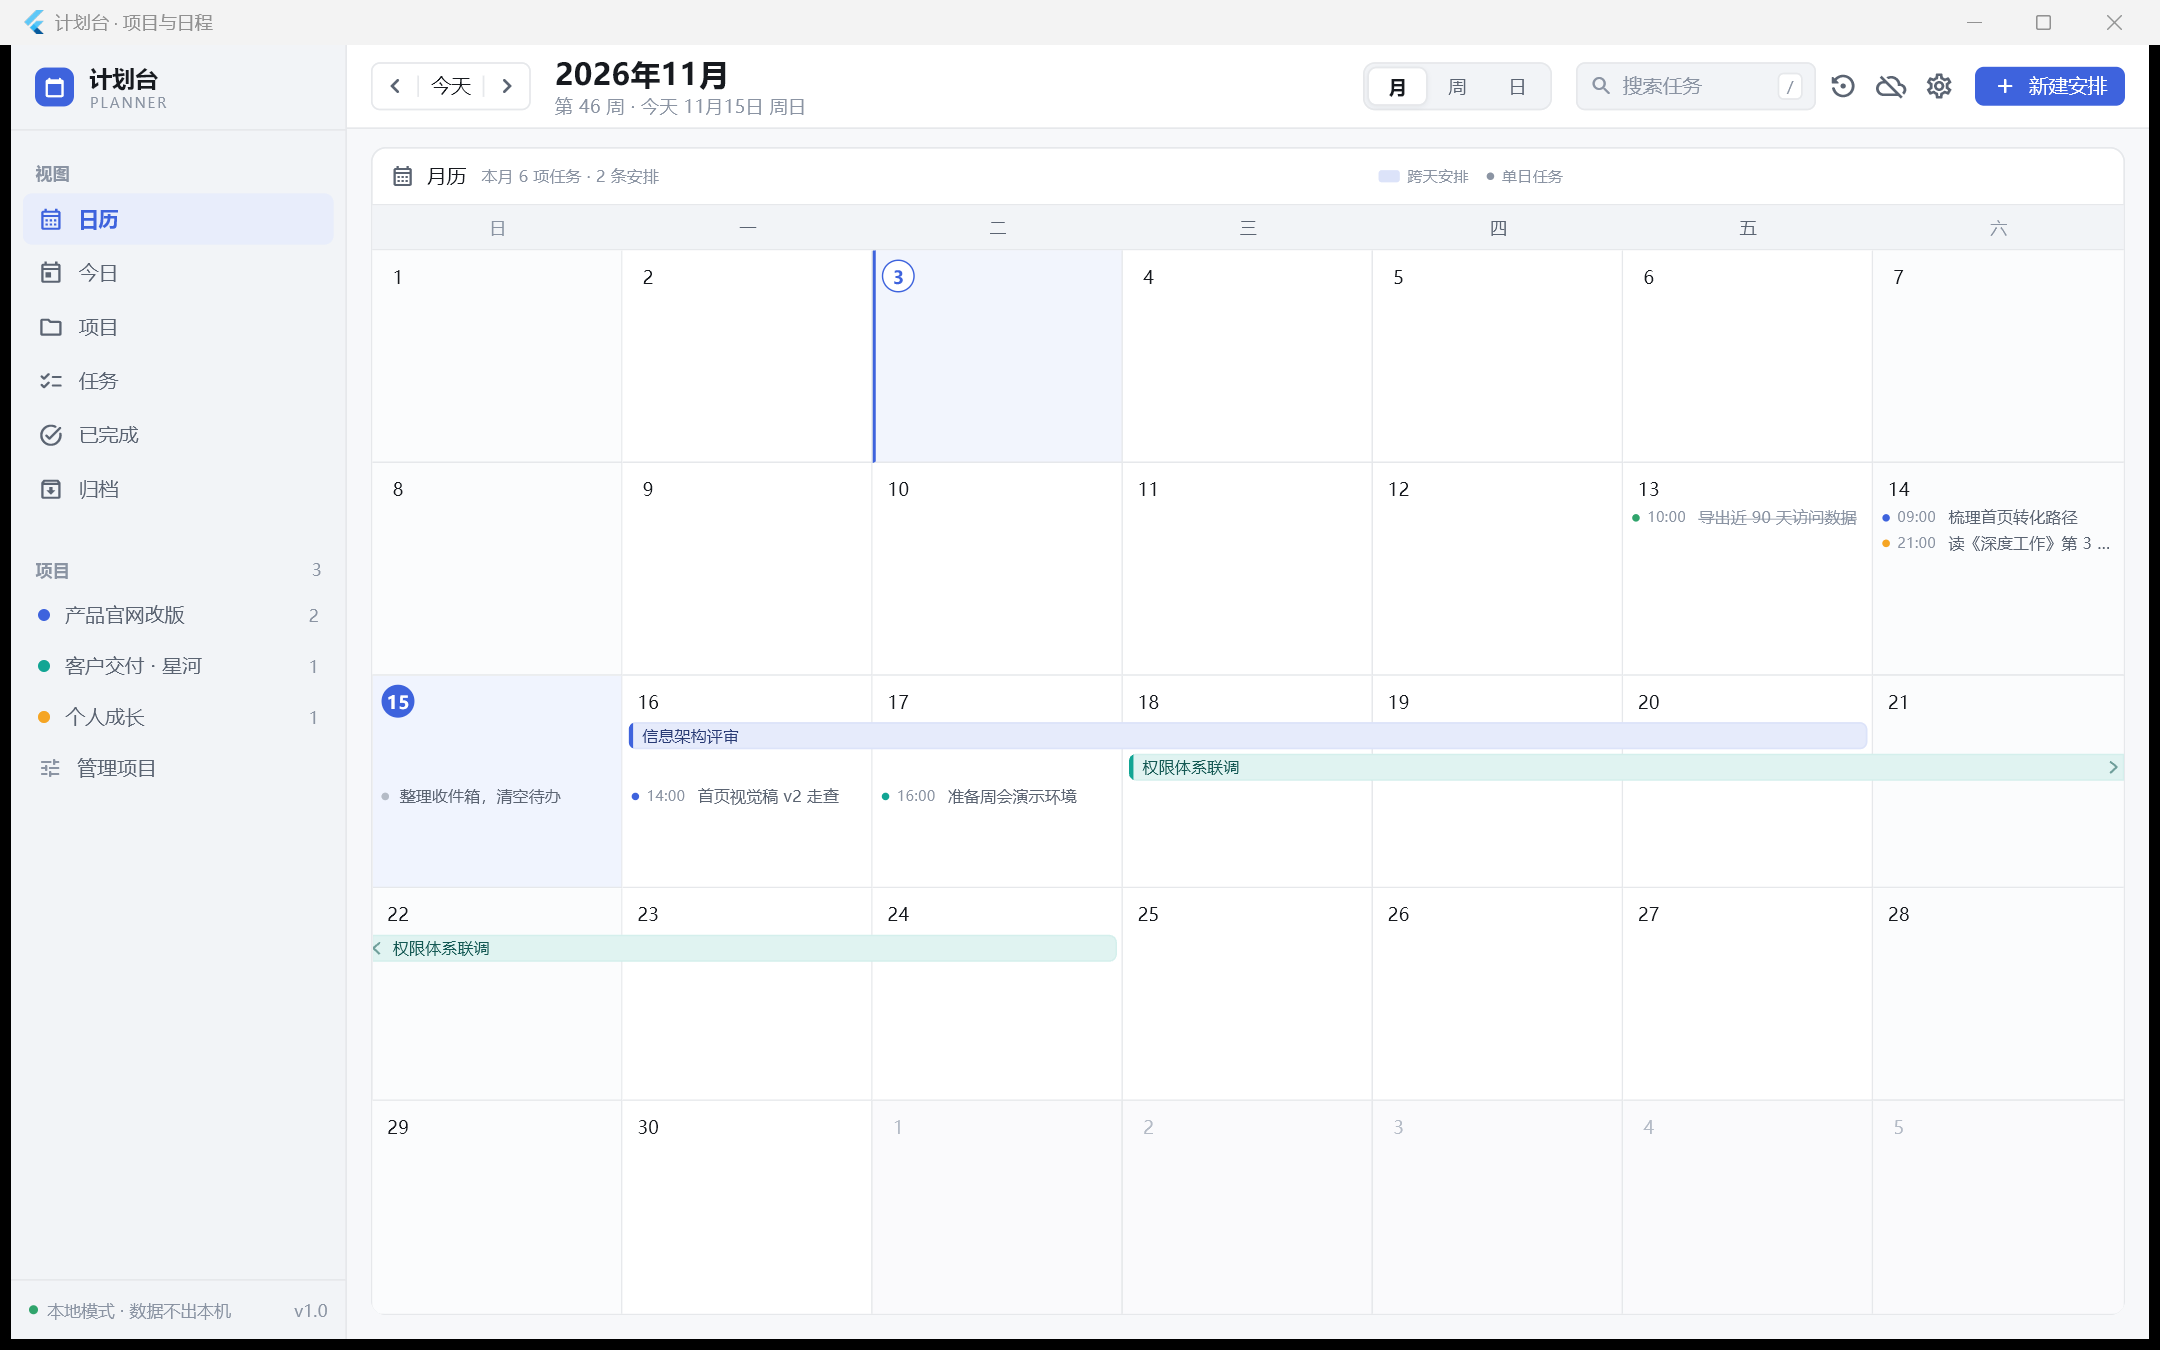 计划台 · 项目与日程
计划台
PLANNER
今天
2026年11月
第 46 周 · 今天 11月15日 周日
月 周 日
搜索任务 /
+ 新建安排
视图
日历
今日
项目
任务
已完成
归档
项目 3
产品官网改版 2
客户交付 · 星河 1
个人成长 1
管理项目
本地模式 · 数据不出本机 v1.0
月历 本月 6 项任务 · 2 条安排
跨天安排 单日任务
日 一 二 三 四 五 六
1 2 3 4 5 6 7
8 9 10 11 12 13 14
10:00 导出近 90 天访问数据
09:00 梳理首页转化路径
21:00 读《深度工作》第 3 ...
15 16 17 18 19 20 21
信息架构评审
权限体系联调
整理收件箱，清空待办
14:00 首页视觉稿 v2 走查
16:00 准备周会演示环境
22 23 24 25 26 27 28
权限体系联调
29 30 1 2 3 4 5